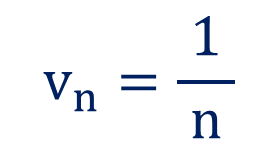 vₙ = 1/n